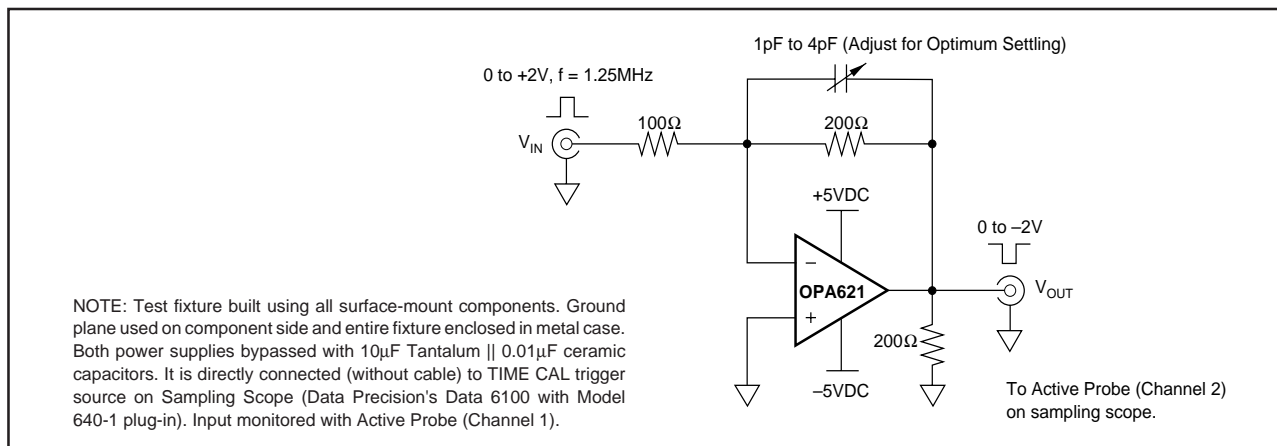 1pF to 4pF (Adjust for Optimum Settling)
0 to +2V, f = 1.25MHz
100Ω
200Ω
VIN
+5VDC
0 to –2V
–
OPA621
+
VOUT
200Ω
–5VDC
NOTE: Test fixture built using all surface-mount components. Ground
plane used on component side and entire fixture enclosed in metal case.
Both power supplies bypassed with 10µF Tantalum || 0.01µF ceramic
capacitors. It is directly connected (without cable) to TIME CAL trigger
source on Sampling Scope (Data Precision's Data 6100 with Model
640-1 plug-in). Input monitored with Active Probe (Channel 1).
To Active Probe (Channel 2)
on sampling scope.